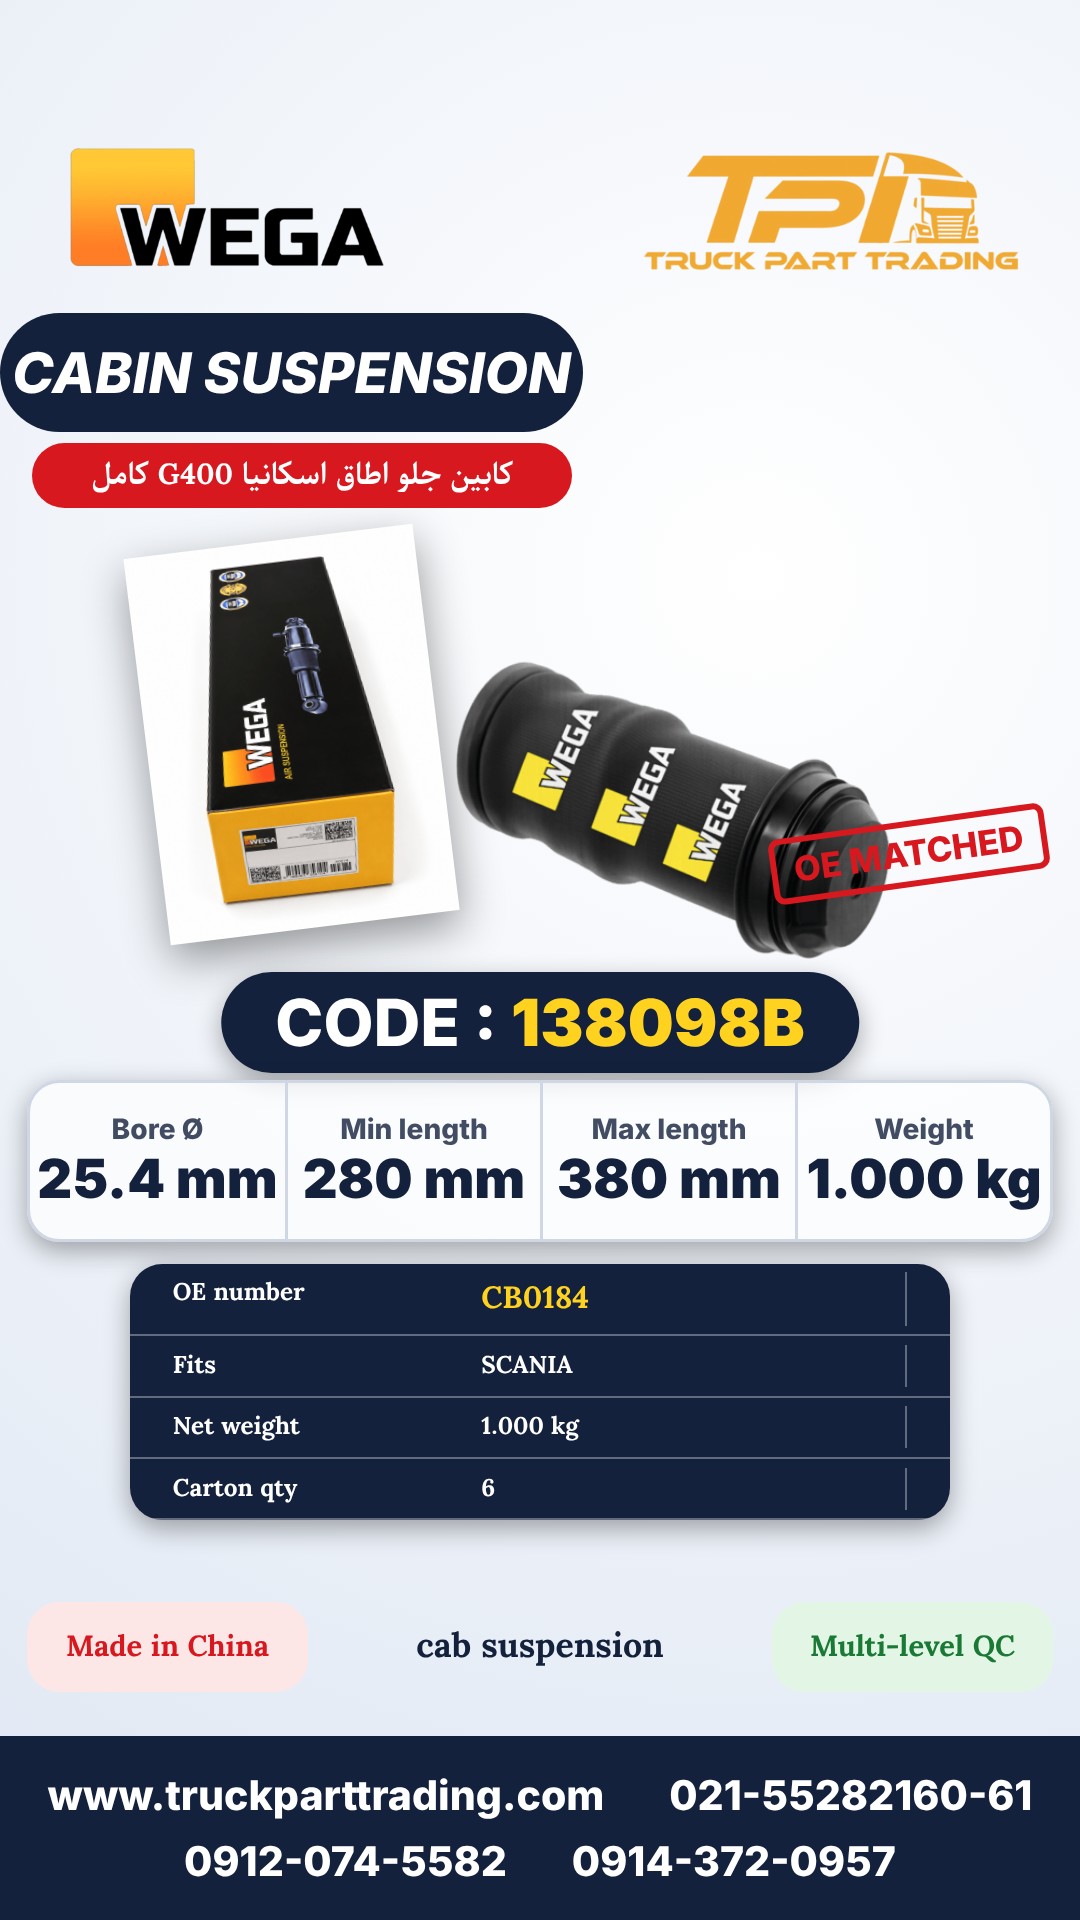 WEGA
TPT
TRUCK PART TRADING
CABIN SUSPENSION
کابین جلو اطاق اسکانیا G400 کامل
WEGA
AIR SUSPENSION
WEGA
WEGA
WEGA
WEGA
OE MATCHED
CODE : 138098B
Bore Ø
25.4 mm
Min length
280 mm
Max length
380 mm
Weight
1.000 kg
OE number CB0184
Fits SCANIA
Net weight 1.000 kg
Carton qty 6
Made in China
cab suspension
Multi-level QC
www.truckparttrading.com 021-55282160-61
0912-074-5582 0914-372-0957